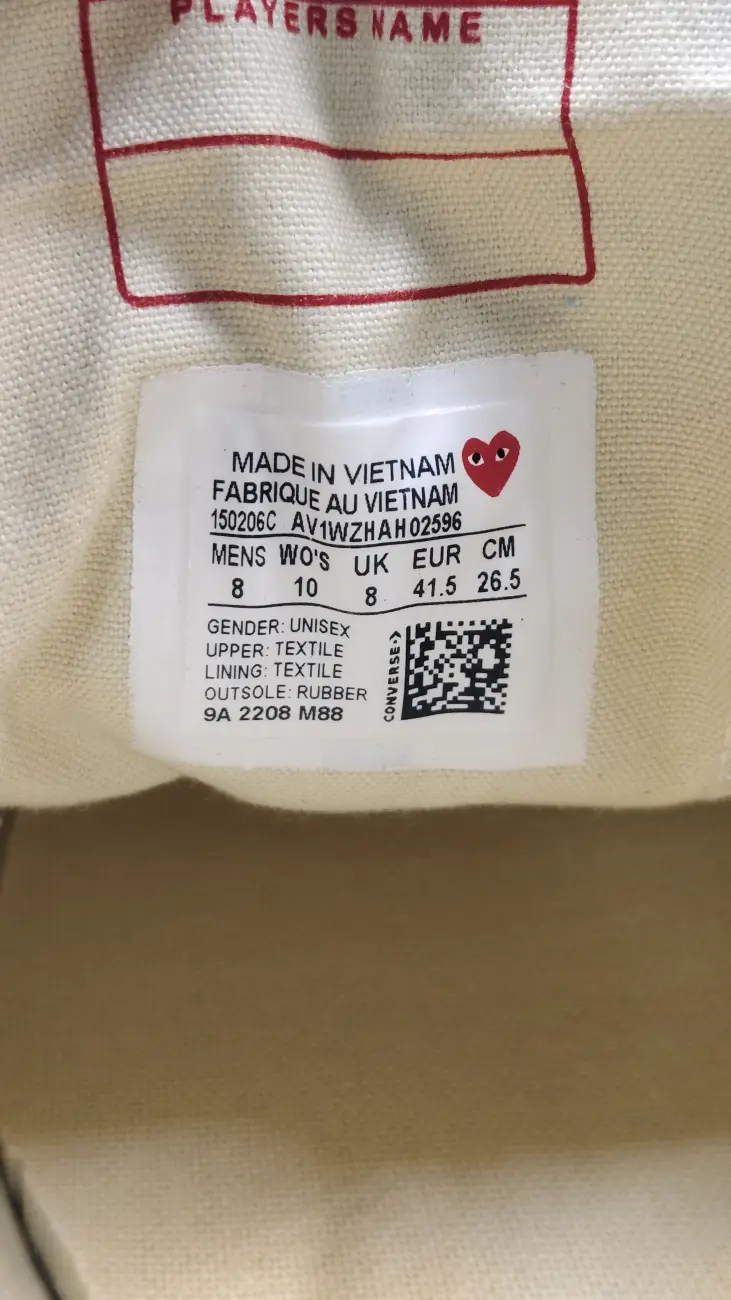 PLAYERS NAME
MADE IN VIETNAM
FABRIQUE AU VIETNAM
150206C AV1WZHAH02596
MENS WO'S UK EUR CM
8 10 8 41.5 26.5
GENDER: UNISEX
UPPER: TEXTILE
LINING: TEXTILE
OUTSOLE: RUBBER
9A 2208 M88
CONVERSE